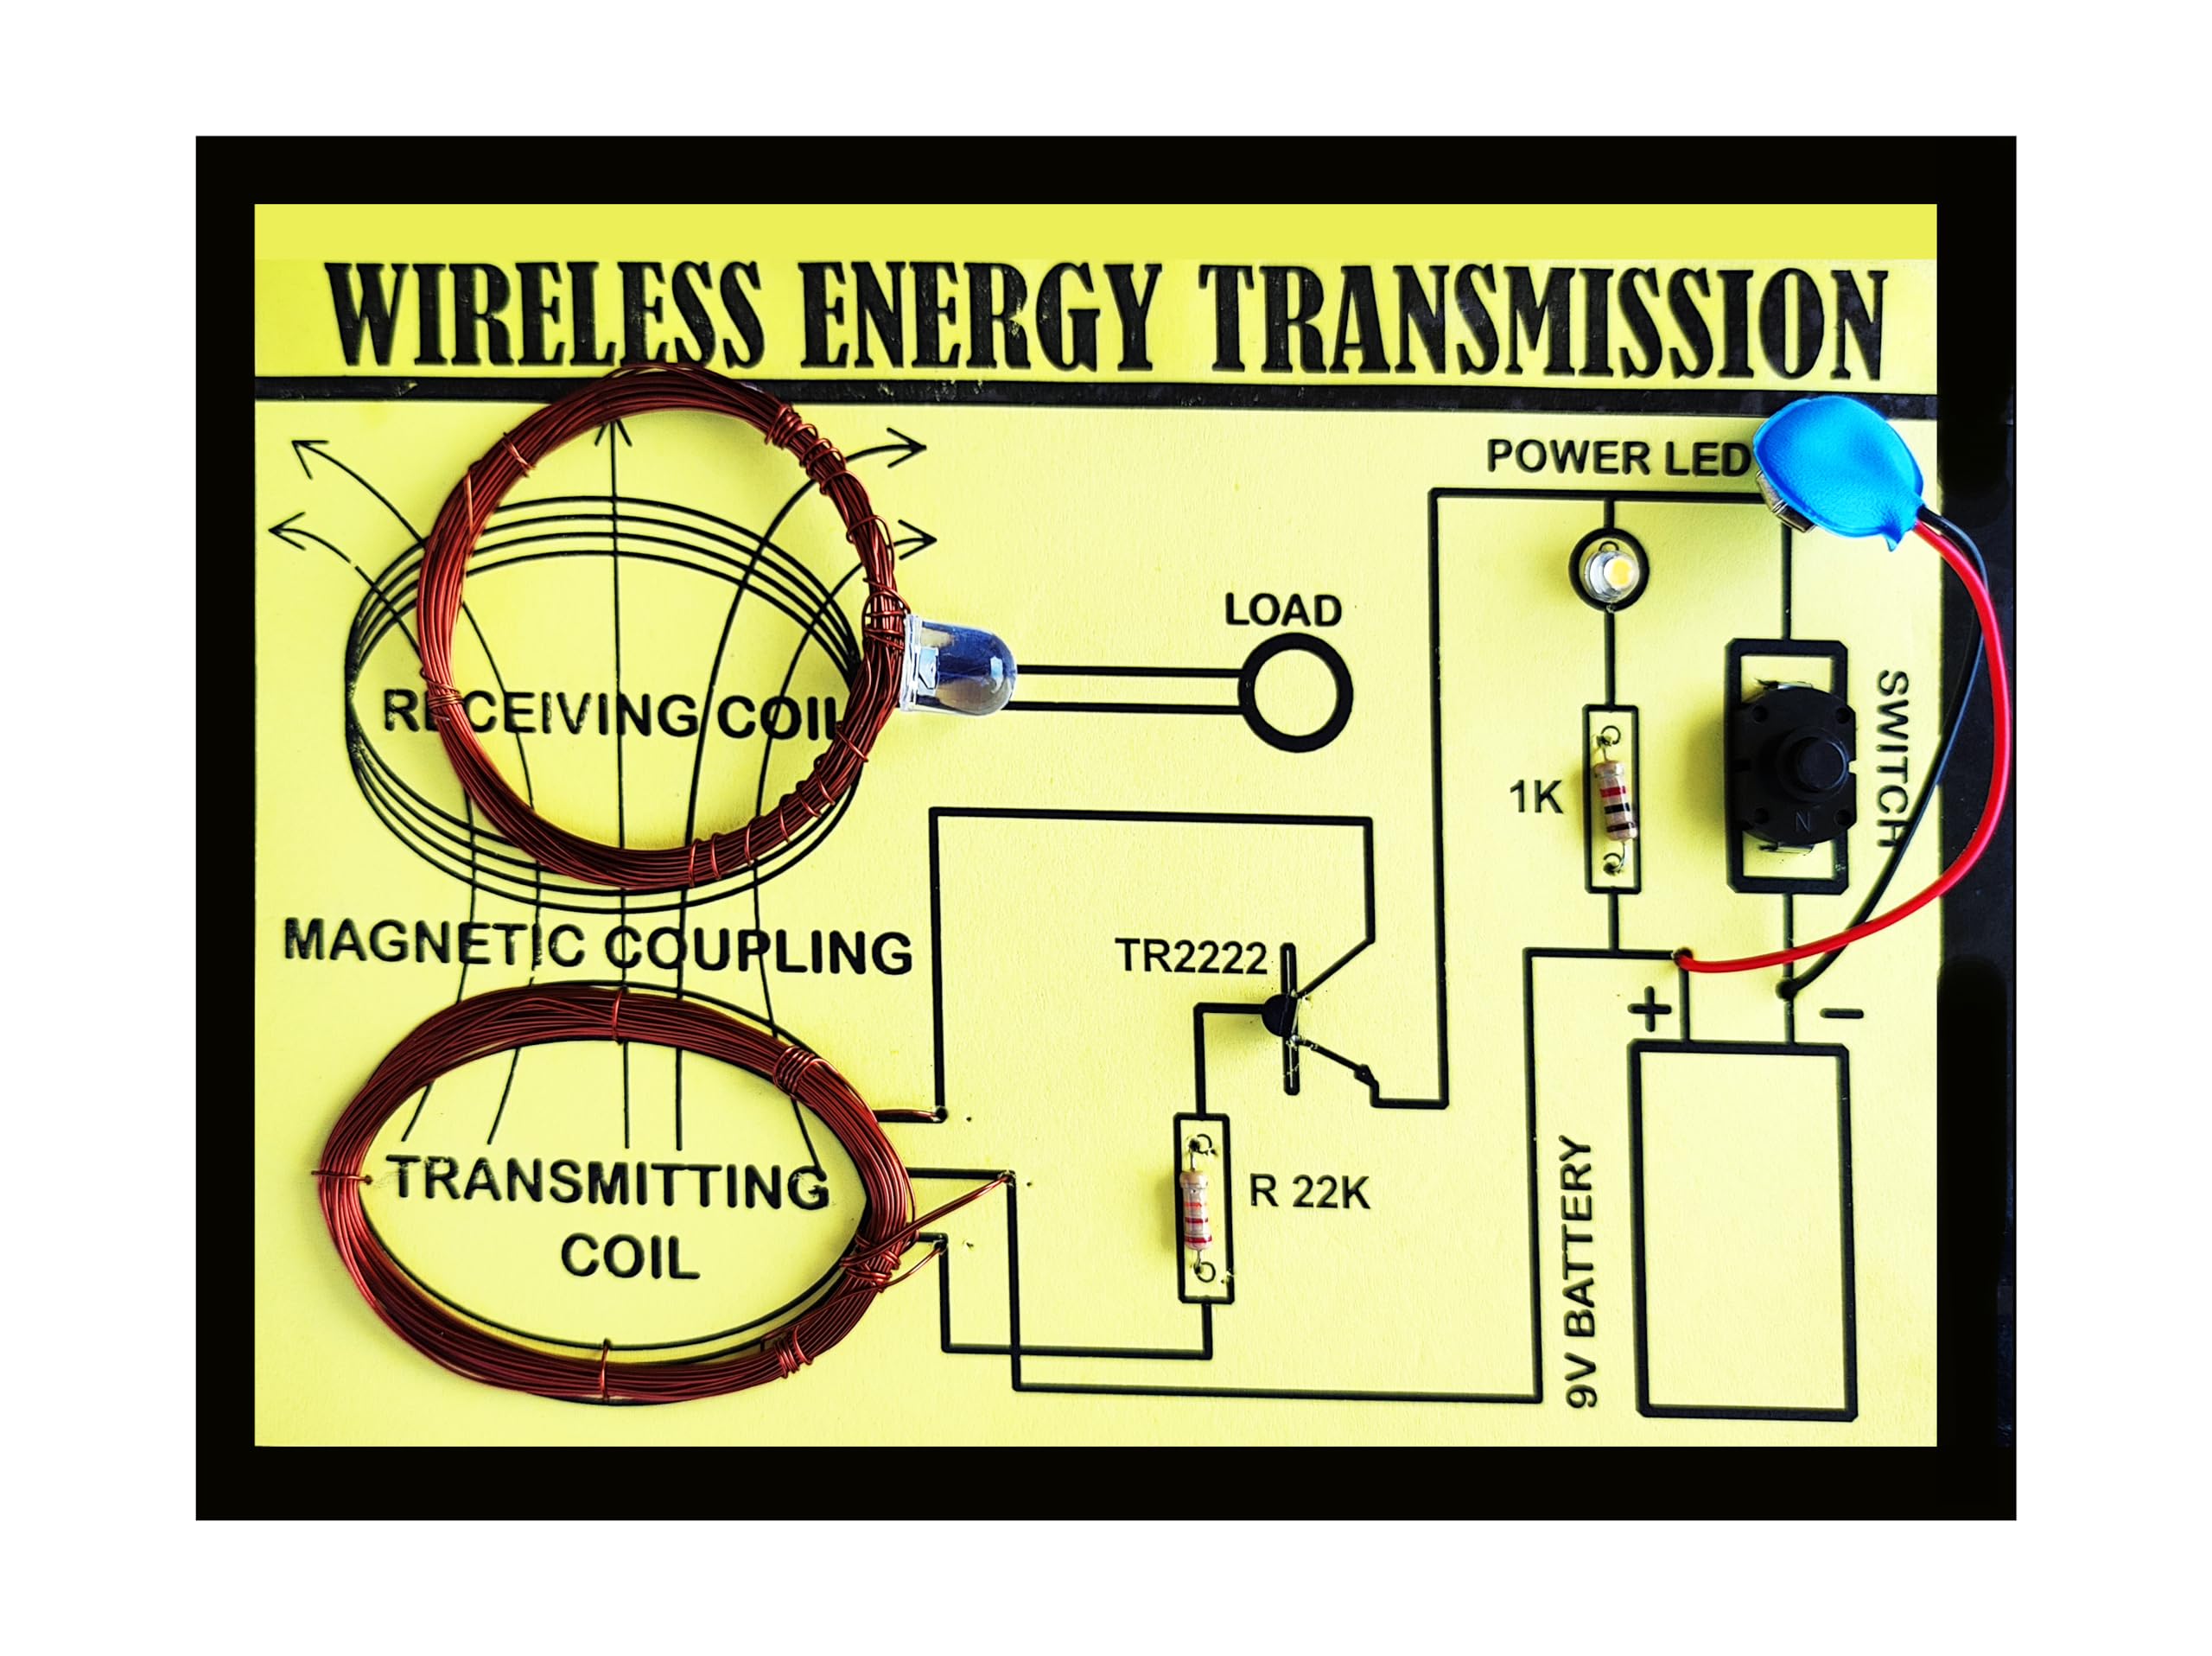 WIRELESS ENERGY TRANSMISSION
POWER LED
LOAD
RECEIVING COIL
SWITCH
1K
N
MAGNETIC COUPLING
TR2222
+
−
TRANSMITTING
COIL
R 22K
9V BATTERY